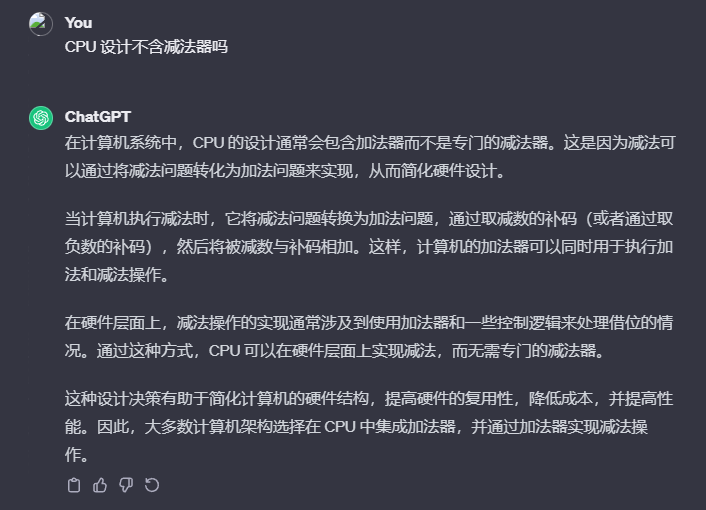 You
CPU 设计不含减法器吗
ChatGPT
在计算机系统中，CPU 的设计通常会包含加法器而不是专门的减法器。这是因为减法可
以通过将减法问题转化为加法问题来实现，从而简化硬件设计。
当计算机执行减法时，它将减法问题转换为加法问题，通过取减数的补码（或者通过取
负数的补码），然后将被减数与补码相加。这样，计算机的加法器可以同时用于执行加
法和减法操作。
在硬件层面上，减法操作的实现通常涉及到使用加法器和一些控制逻辑来处理借位的情
况。通过这种方式，CPU 可以在硬件层面上实现减法，而无需专门的减法器。
这种设计决策有助于简化计算机的硬件结构，提高硬件的复用性，降低成本，并提高性
能。因此，大多数计算机架构选择在 CPU 中集成加法器，并通过加法器实现减法操
作。